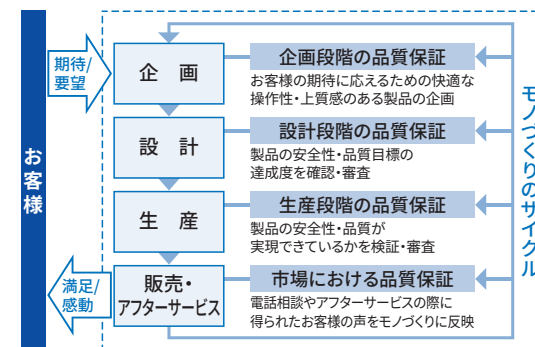 お客様
期待/
要望
企 画
企画段階の品質保証
お客様の期待に応えるための快適な
操作性・上質感のある製品の企画
設 計
設計段階の品質保証
製品の安全性・品質目標の
達成度を確認・審査
生 産
生産段階の品質保証
製品の安全性・品質が
実現できているかを検証・審査
満足/
感動
販売・
アフターサービス
市場における品質保証
電話相談やアフターサービスの際に
得られたお客様の声をモノづくりに反映
モノづくりのサイクル